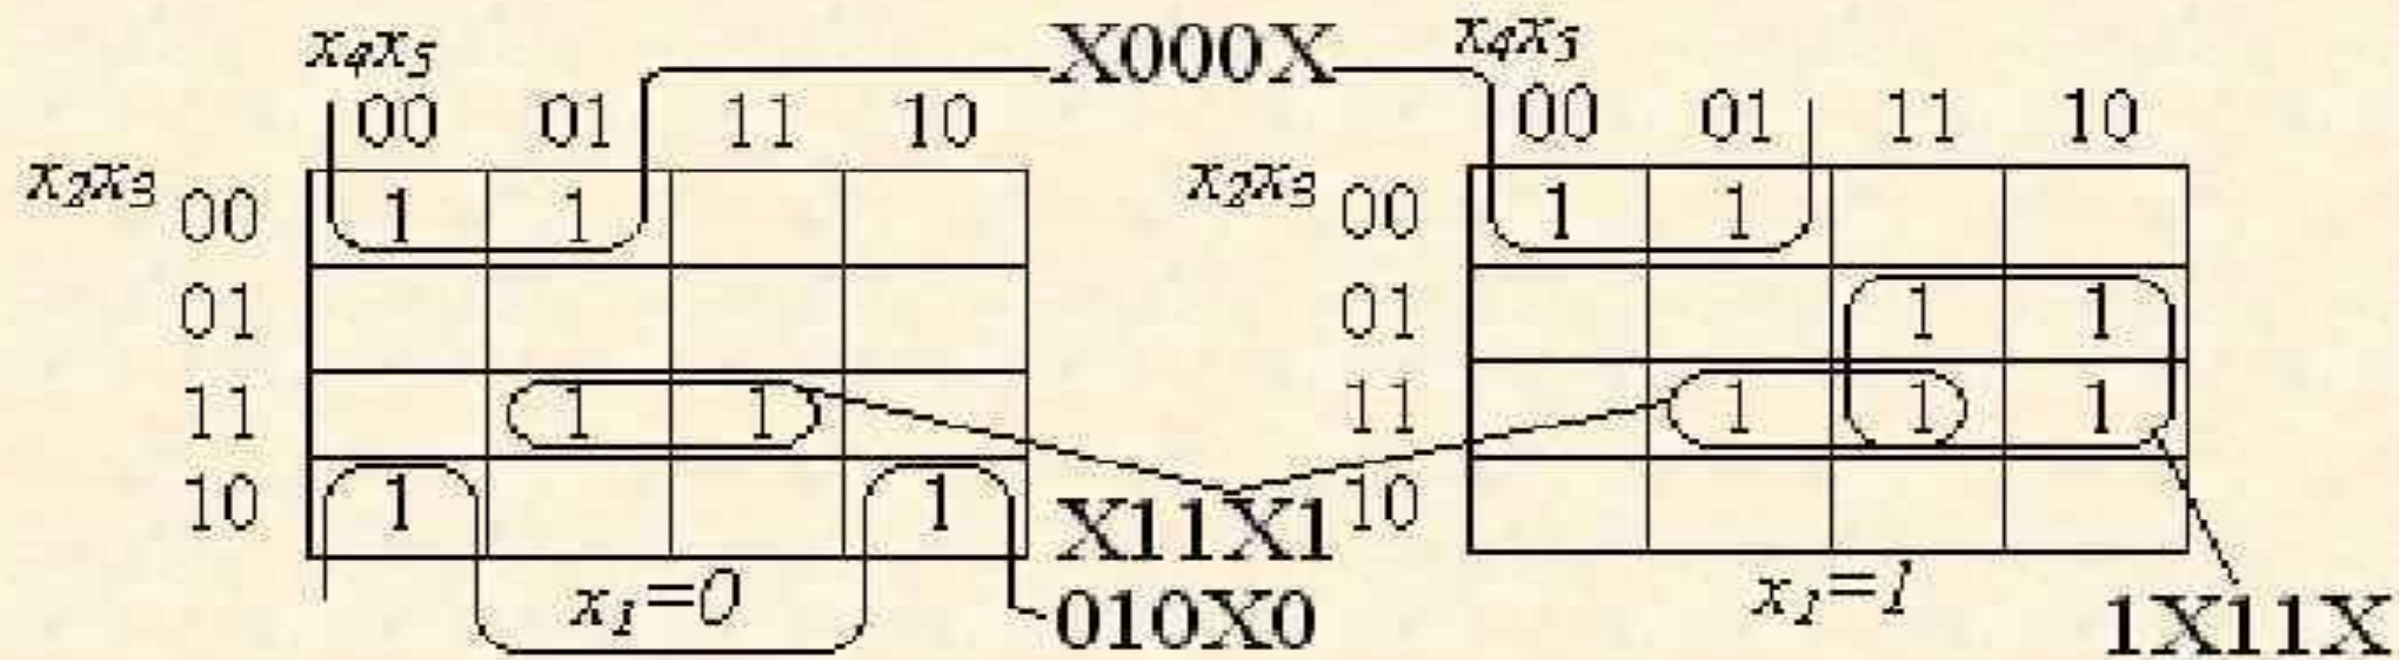 x4x5 X000X x4x5
00 01 11 10 00 01 11 10
x2x3 00 1 1 x2x3 00 1 1
01 01 1 1
11 1 1 11 1 1 1
10 1 1 X11X1 10
x1=0 010X0 x1=1 1X11X